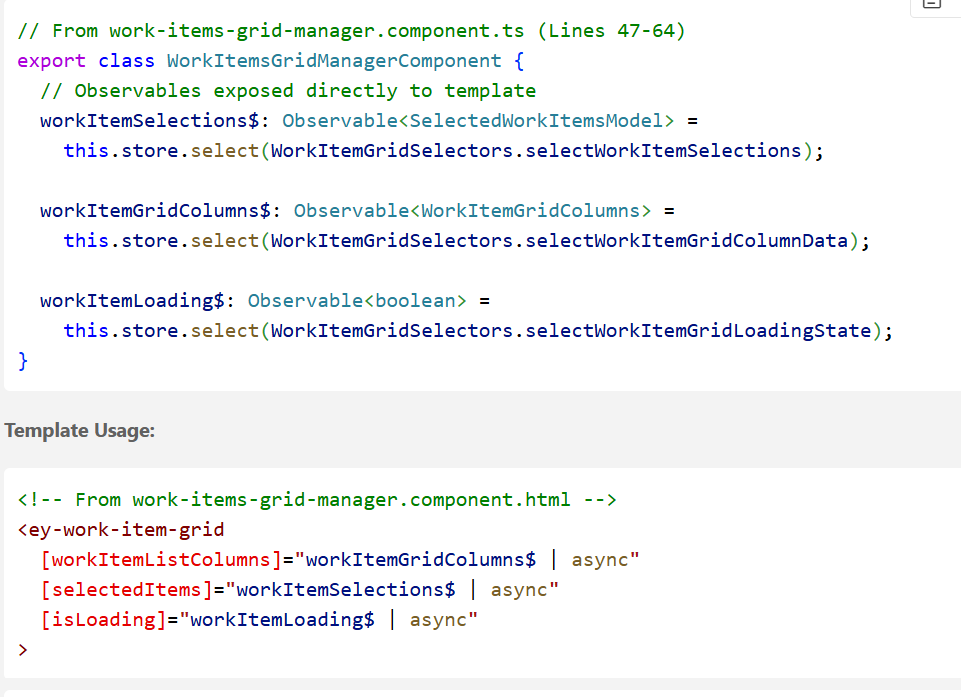 // From work-items-grid-manager.component.ts (Lines 47-64)
export class WorkItemsGridManagerComponent {
  // Observables exposed directly to template
  workItemSelections$: Observable<SelectedWorkItemsModel> =
    this.store.select(WorkItemGridSelectors.selectWorkItemSelections);

  workItemGridColumns$: Observable<WorkItemGridColumns> =
    this.store.select(WorkItemGridSelectors.selectWorkItemGridColumnData);

  workItemLoading$: Observable<boolean> =
    this.store.select(WorkItemGridSelectors.selectWorkItemGridLoadingState);
}
Template Usage:
<!-- From work-items-grid-manager.component.html -->
<ey-work-item-grid
  [workItemListColumns]="workItemGridColumns$ | async"
  [selectedItems]="workItemSelections$ | async"
  [isLoading]="workItemLoading$ | async"
>